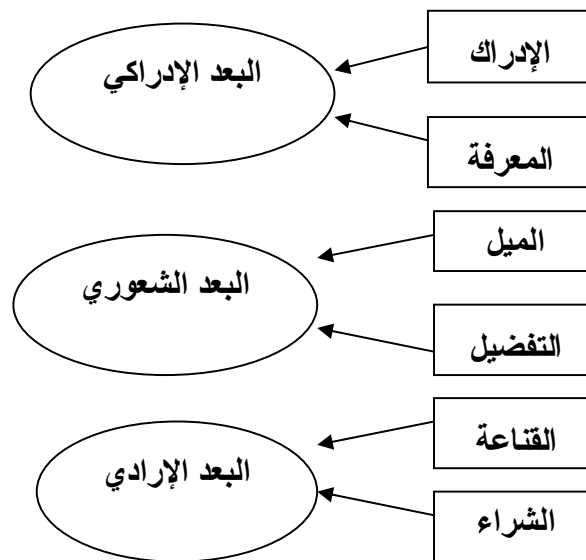 الإدراك
البعد الإدراكي
المعرفة
الميل
البعد الشعوري
التفضيل
القناعة
البعد الإرادي
الشراء